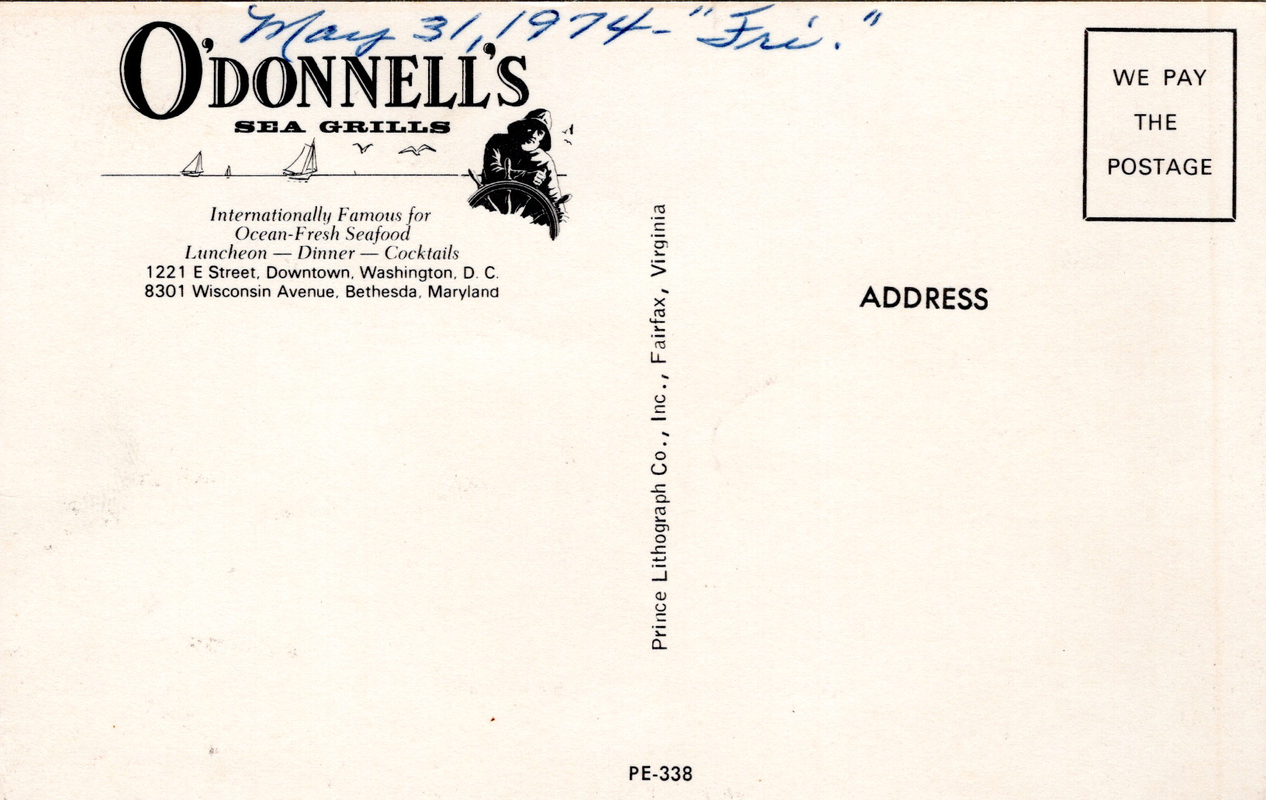 May 31, 1974 - "Fri."
O'DONNELL'S
SEA GRILLS
Internationally Famous for
Ocean-Fresh Seafood
Luncheon — Dinner — Cocktails
1221 E Street, Downtown, Washington, D. C.
8301 Wisconsin Avenue, Bethesda, Maryland
Prince Lithograph Co., Inc., Fairfax, Virginia
WE PAY
THE
POSTAGE
ADDRESS
PE-338